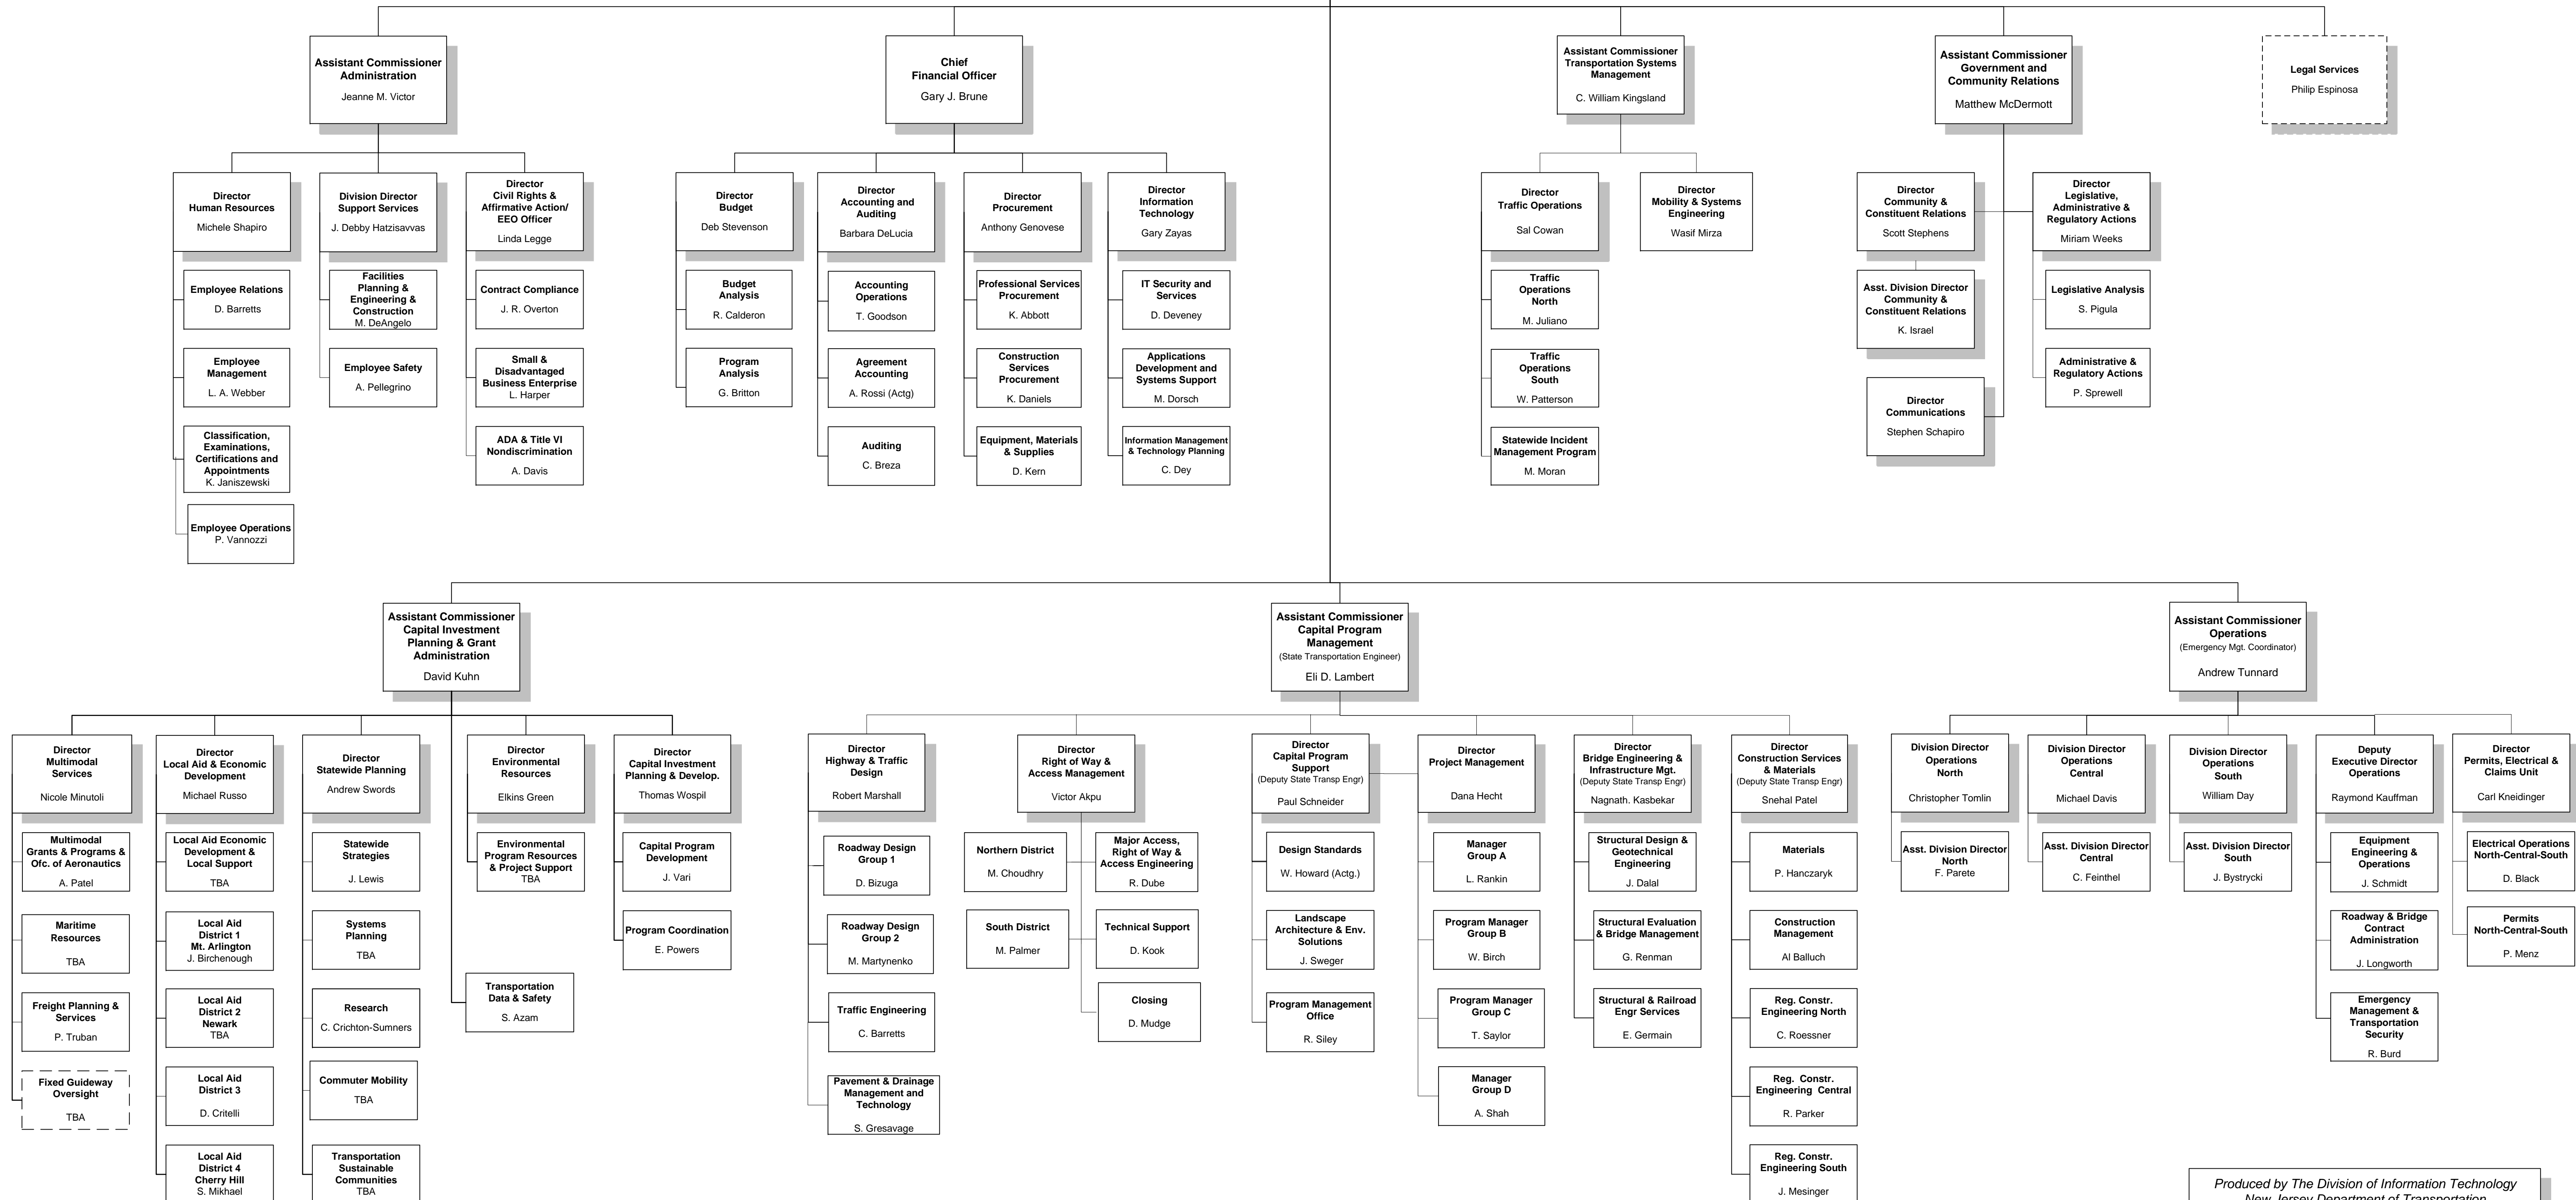 Assistant Commissioner
Administration
Jeanne M. Victor
Chief
Financial Officer
Gary J. Brune
Assistant Commissioner
Transportation Systems
Management
C. William Kingsland
Assistant Commissioner
Government and
Community Relations
Matthew McDermott
Legal Services
Philip Espinosa
Director
Human Resources
Michele Shapiro
Employee Relations
D. Barretts
Employee
Management
L. A. Webber
Classification,
Examinations,
Certifications and
Appointments
K. Janiszewski
Employee Operations
P. Vannozzi
Division Director
Support Services
J. Debby Hatzisavvas
Facilities
Planning &
Engineering &
Construction
M. DeAngelo
Employee Safety
A. Pellegrino
Director
Civil Rights &
Affirmative Action/
EEO Officer
Linda Legge
Contract Compliance
J. R. Overton
Small &
Disadvantaged
Business Enterprise
L. Harper
ADA & Title VI
Nondiscrimination
A. Davis
Director
Budget
Deb Stevenson
Budget
Analysis
R. Calderon
Program
Analysis
G. Britton
Director
Accounting and
Auditing
Barbara DeLucia
Accounting
Operations
T. Goodson
Agreement
Accounting
A. Rossi (Actg)
Auditing
C. Breza
Director
Procurement
Anthony Genovese
Professional Services
Procurement
K. Abbott
Construction
Services
Procurement
K. Daniels
Equipment, Materials
& Supplies
D. Kern
Director
Information
Technology
Gary Zayas
IT Security and
Services
D. Deveney
Applications
Development and
Systems Support
M. Dorsch
Information Management
& Technology Planning
C. Dey
Director
Traffic Operations
Sal Cowan
Traffic
Operations
North
M. Juliano
Traffic
Operations
South
W. Patterson
Statewide Incident
Management Program
M. Moran
Director
Mobility & Systems
Engineering
Wasif Mirza
Director
Community &
Constituent Relations
Scott Stephens
Asst. Division Director
Community &
Constituent Relations
K. Israel
Director
Communications
Stephen Schapiro
Director
Legislative,
Administrative &
Regulatory Actions
Miriam Weeks
Legislative Analysis
S. Pigula
Administrative &
Regulatory Actions
P. Sprewell
Assistant Commissioner
Capital Investment
Planning & Grant
Administration
David Kuhn
Assistant Commissioner
Capital Program
Management
(State Transportation Engineer)
Eli D. Lambert
Assistant Commissioner
Operations
(Emergency Mgt. Coordinator)
Andrew Tunnard
Director
Multimodal
Services
Nicole Minutoli
Multimodal
Grants & Programs &
Ofc. of Aeronautics
A. Patel
Maritime
Resources
TBA
Freight Planning &
Services
P. Truban
Fixed Guideway
Oversight
TBA
Director
Local Aid & Economic
Development
Michael Russo
Local Aid Economic
Development &
Local Support
TBA
Local Aid
District 1
Mt. Arlington
J. Birchenough
Local Aid
District 2
Newark
TBA
Local Aid
District 3
D. Critelli
Local Aid
District 4
Cherry Hill
S. Mikhael
Director
Statewide Planning
Andrew Swords
Statewide
Strategies
J. Lewis
Systems
Planning
TBA
Research
C. Crichton-Sumners
Commuter Mobility
TBA
Transportation
Sustainable
Communities
TBA
Director
Environmental
Resources
Elkins Green
Environmental
Program Resources
& Project Support
TBA
Transportation
Data & Safety
S. Azam
Director
Capital Investment
Planning & Develop.
Thomas Wospil
Capital Program
Development
J. Vari
Program Coordination
E. Powers
Director
Highway & Traffic
Design
Robert Marshall
Roadway Design
Group 1
D. Bizuga
Roadway Design
Group 2
M. Martynenko
Traffic Engineering
C. Barretts
Pavement & Drainage
Management and
Technology
S. Gresavage
Director
Right of Way &
Access Management
Victor Akpu
Northern District
M. Choudhry
South District
M. Palmer
Major Access,
Right of Way &
Access Engineering
R. Dube
Technical Support
D. Kook
Closing
D. Mudge
Director
Capital Program
Support
(Deputy State Transp Engr)
Paul Schneider
Design Standards
W. Howard (Actg.)
Landscape
Architecture & Env.
Solutions
J. Sweger
Program Management
Office
R. Siley
Director
Project Management
Dana Hecht
Manager
Group A
L. Rankin
Program Manager
Group B
W. Birch
Program Manager
Group C
T. Saylor
Manager
Group D
A. Shah
Director
Bridge Engineering &
Infrastructure Mgt.
(Deputy State Transp Engr)
Nagnath. Kasbekar
Structural Design &
Geotechnical
Engineering
J. Dalal
Structural Evaluation
& Bridge Management
G. Renman
Structural & Railroad
Engr Services
E. Germain
Director
Construction Services
& Materials
(Deputy State Transp Engr)
Snehal Patel
Materials
P. Hanczaryk
Construction
Management
Al Balluch
Reg. Constr.
Engineering North
C. Roessner
Reg. Constr.
Engineering Central
R. Parker
Reg. Constr.
Engineering South
J. Mesinger
Division Director
Operations
North
Christopher Tomlin
Asst. Division Director
North
F. Parete
Division Director
Operations
Central
Michael Davis
Asst. Division Director
Central
C. Feinthel
Division Director
Operations
South
William Day
Asst. Division Director
South
J. Bystrycki
Deputy
Executive Director
Operations
Raymond Kauffman
Equipment
Engineering &
Operations
J. Schmidt
Roadway & Bridge
Contract
Administration
J. Longworth
Emergency
Management &
Transportation
Security
R. Burd
Director
Permits, Electrical &
Claims Unit
Carl Kneidinger
Electrical Operations
North-Central-South
D. Black
Permits
North-Central-South
P. Menz
Produced by The Division of Information Technology
New Jersey Department of Transportation